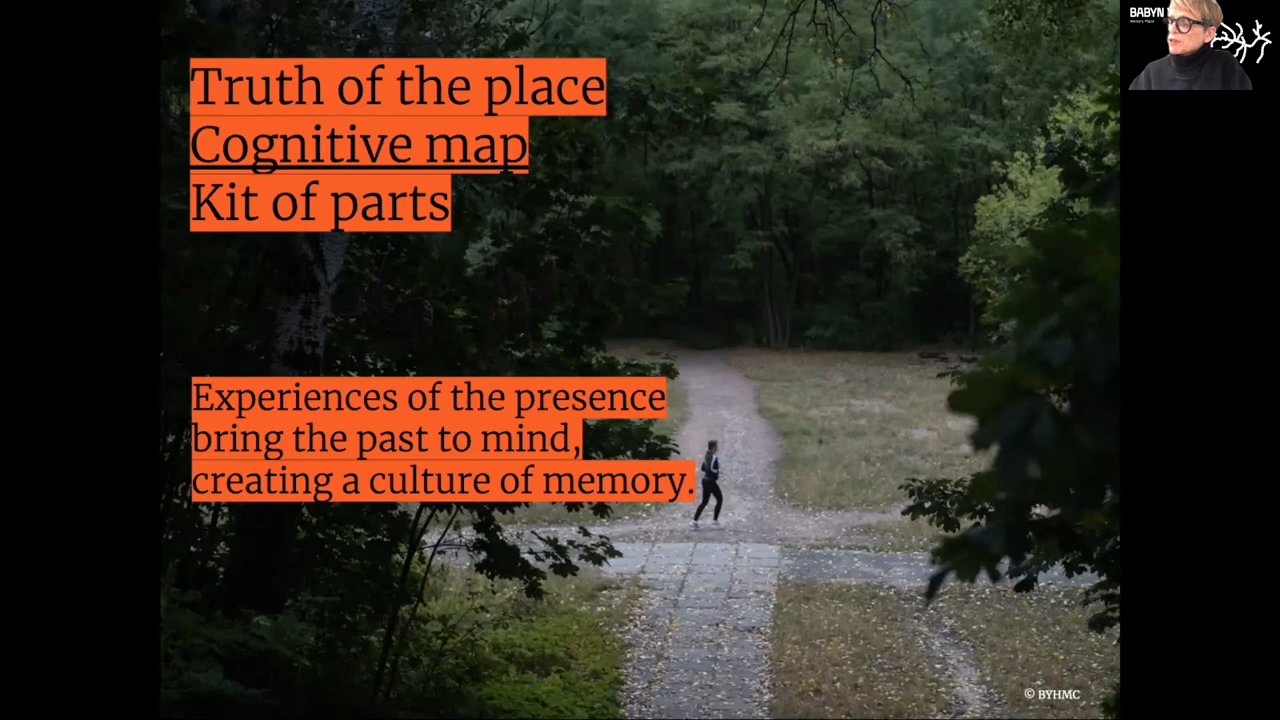 Truth of the place
Cognitive map
Kit of parts
Experiences of the presence
bring the past to mind,
creating a culture of memory.
© BYHMC
BABYN